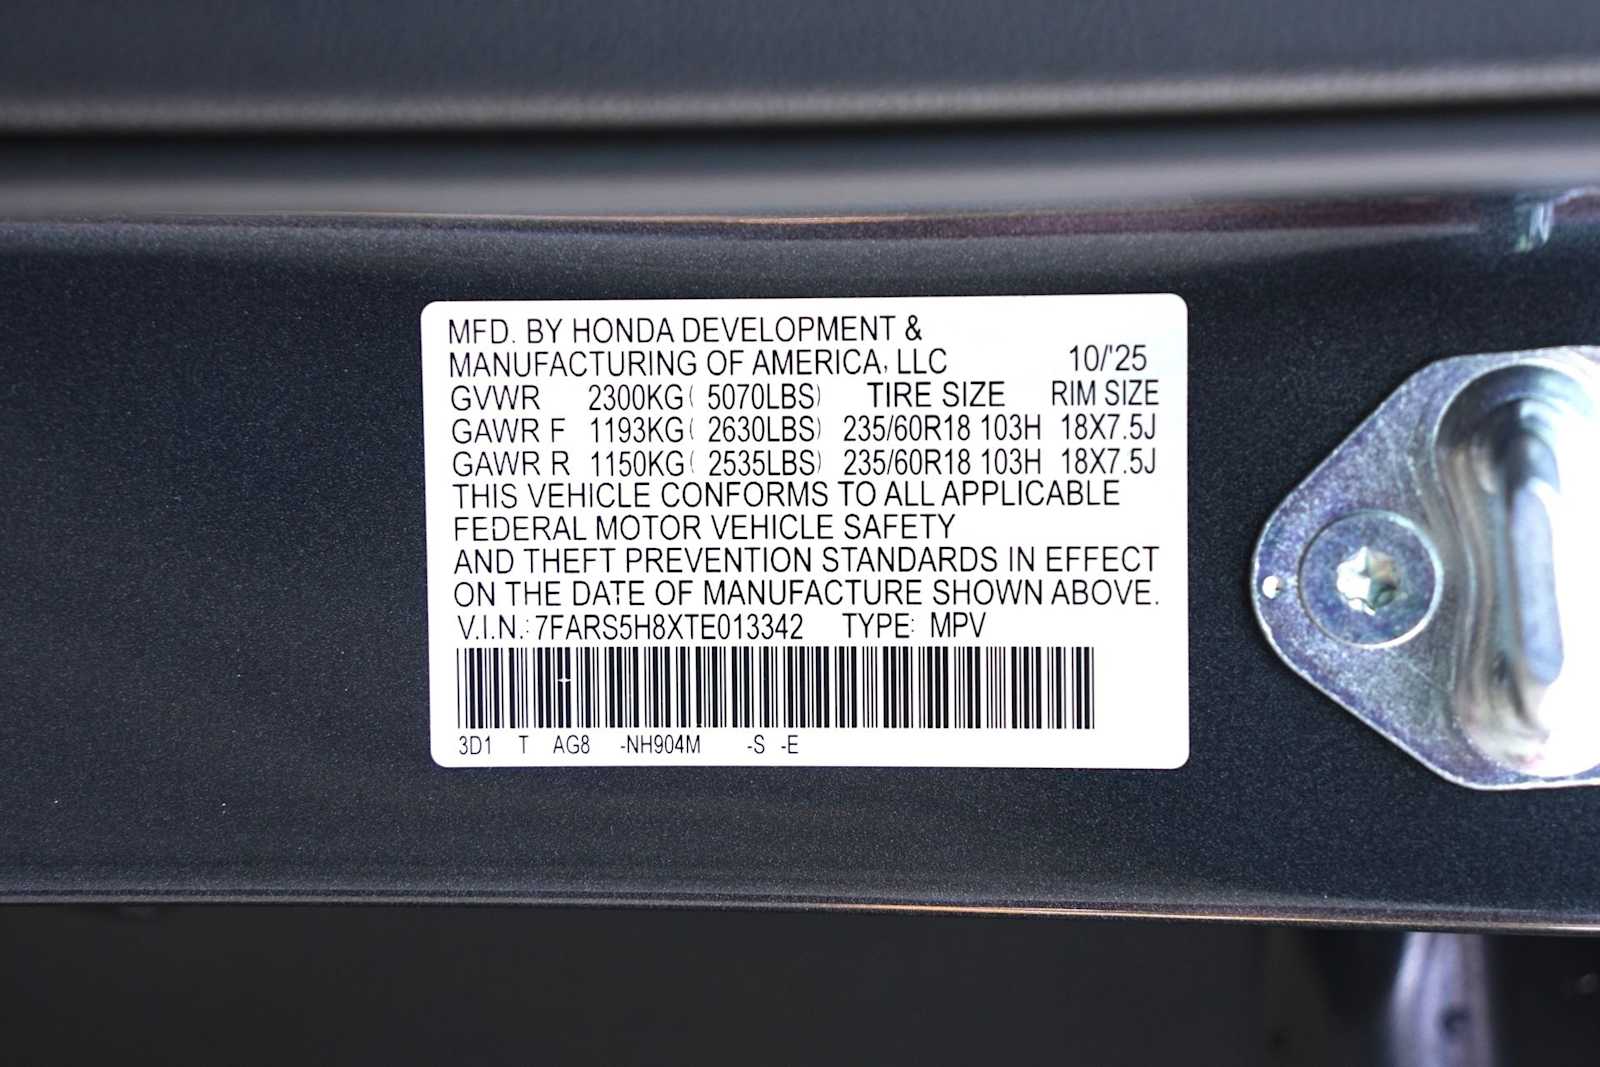 MFD. BY HONDA DEVELOPMENT &
MANUFACTURING OF AMERICA, LLC 10/'25
GVWR 2300KG( 5070LBS) TIRE SIZE RIM SIZE
GAWR F 1193KG( 2630LBS) 235/60R18 103H 18X7.5J
GAWR R 1150KG( 2535LBS) 235/60R18 103H 18X7.5J
THIS VEHICLE CONFORMS TO ALL APPLICABLE
FEDERAL MOTOR VEHICLE SAFETY
AND THEFT PREVENTION STANDARDS IN EFFECT
ON THE DATE OF MANUFACTURE SHOWN ABOVE.
V.I.N.: 7FARS5H8XTE013342 TYPE: MPV
3D1 T AG8 -NH904M -S -E